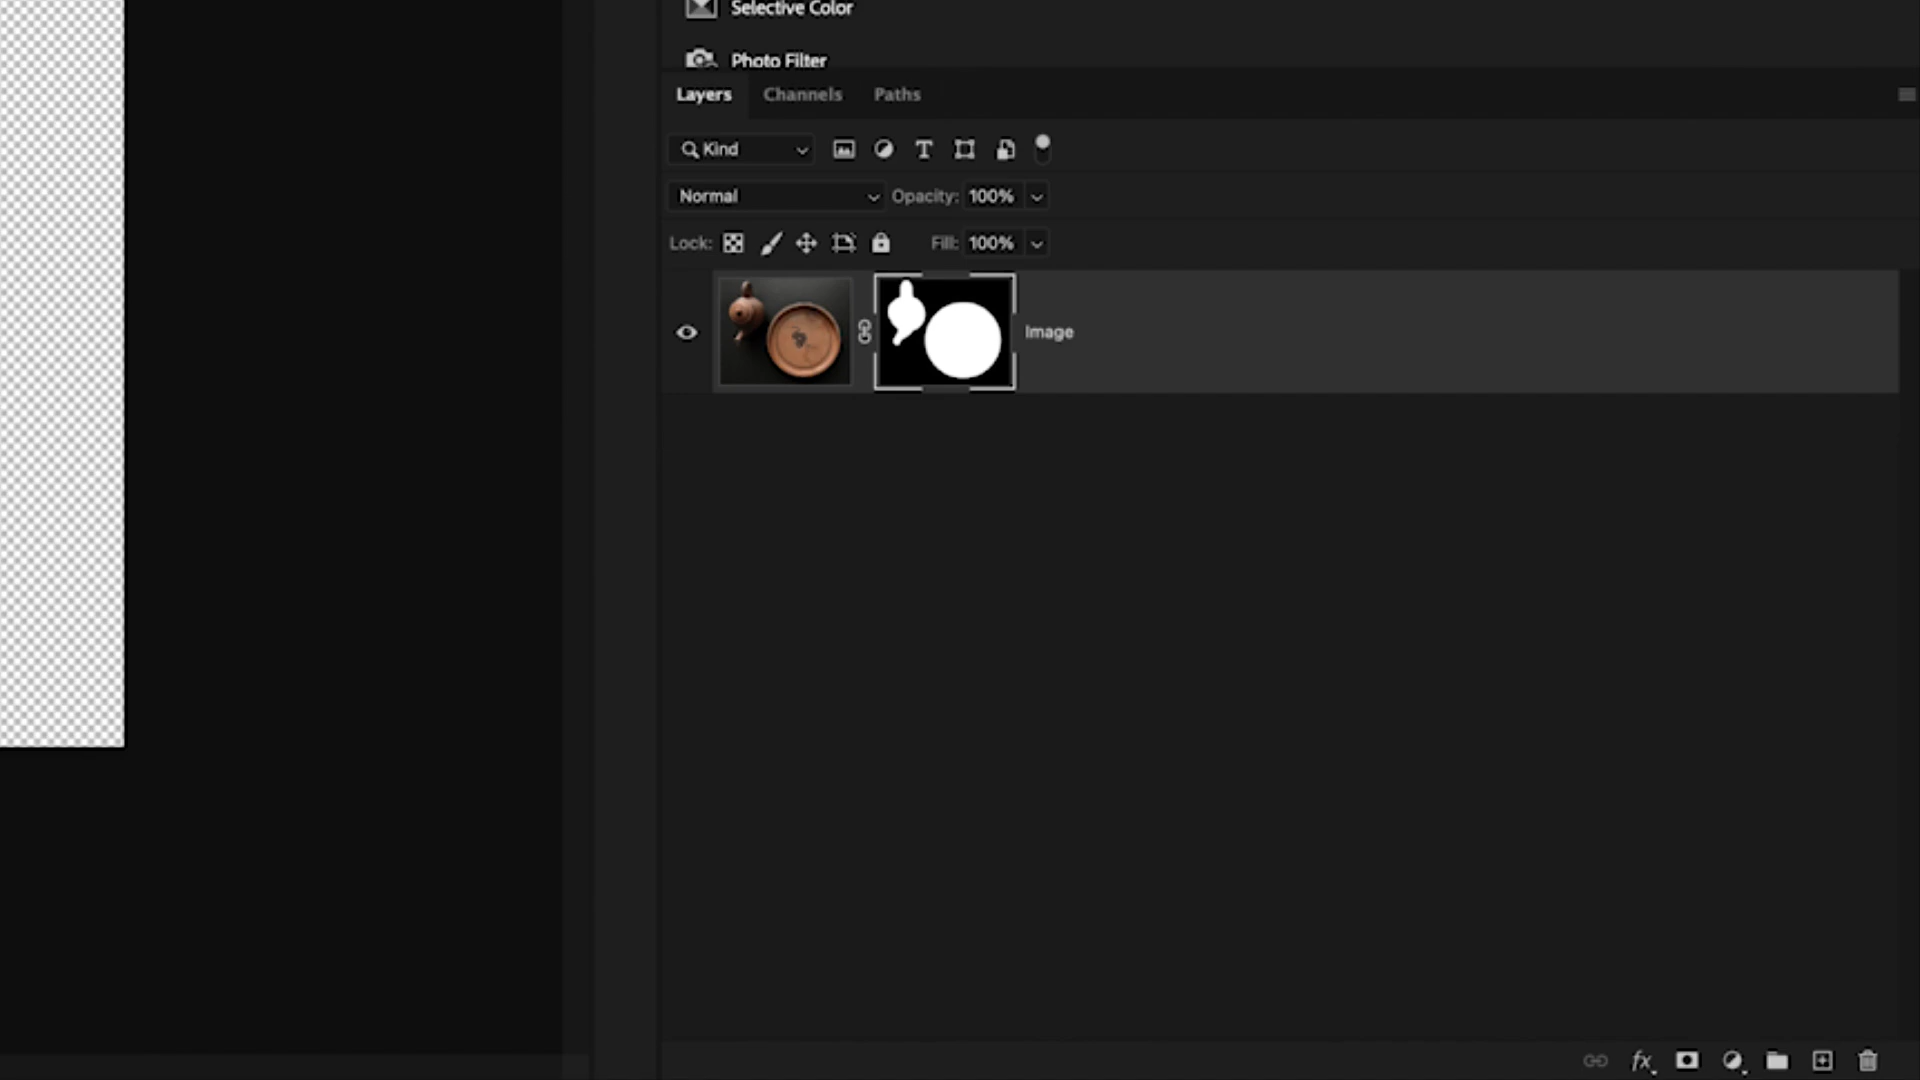 Selective Color
Photo Filter
Layers Channels Paths
Kind
Normal Opacity: 100%
Lock: Fill: 100%
Image
fx